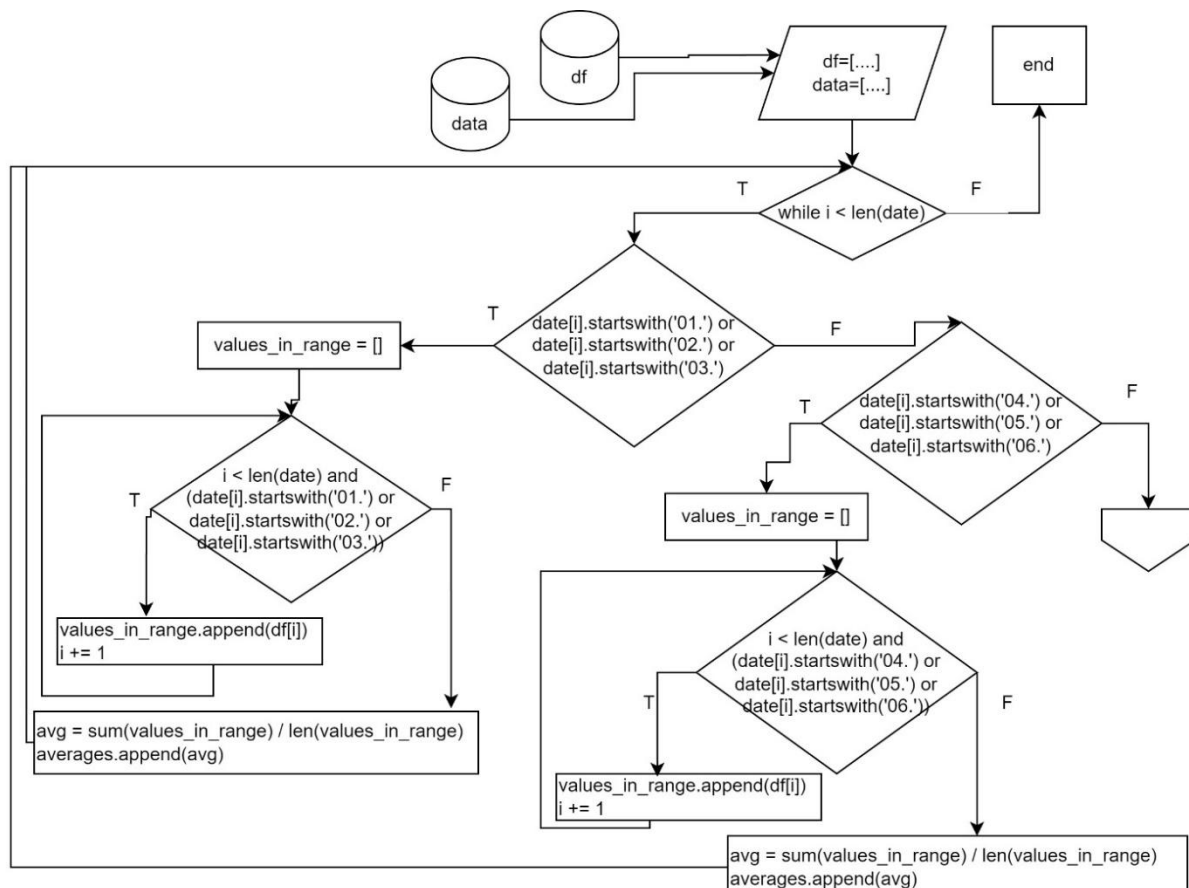 df
data
df=[....]
data=[....]
end
T
while i < len(date)
F
T
date[i].startswith('01.') or
date[i].startswith('02.') or
date[i].startswith('03.')
F
values_in_range = []
T
date[i].startswith('04.') or
date[i].startswith('05.') or
date[i].startswith('06.')
F
T
i < len(date) and
(date[i].startswith('01.') or
date[i].startswith('02.') or
date[i].startswith('03.'))
F
values_in_range = []
values_in_range.append(df[i])
i += 1
avg = sum(values_in_range) / len(values_in_range)
averages.append(avg)
T
i < len(date) and
(date[i].startswith('04.') or
date[i].startswith('05.') or
date[i].startswith('06.'))
F
values_in_range.append(df[i])
i += 1
avg = sum(values_in_range) / len(values_in_range)
averages.append(avg)